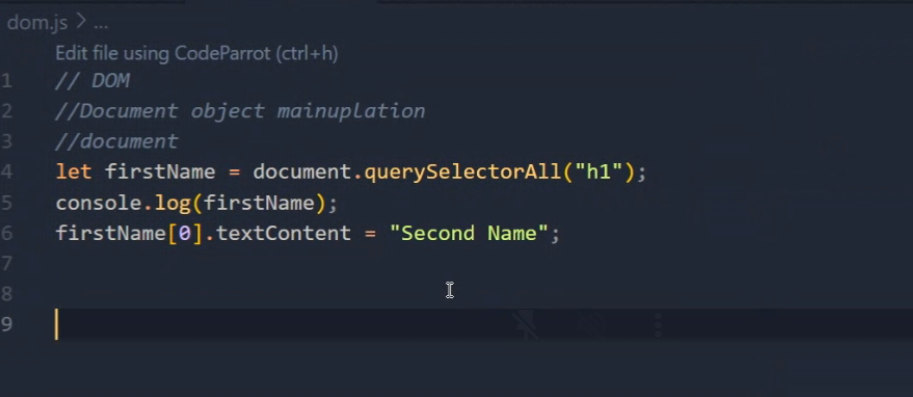 dom.js > ...
Edit file using CodeParrot (ctrl+h)
1 // DOM
2 //Document object mainuplation
3 //document
4 let firstName = document.querySelectorAll("h1");
5 console.log(firstName);
6 firstName[0].textContent = "Second Name";
7
8
9